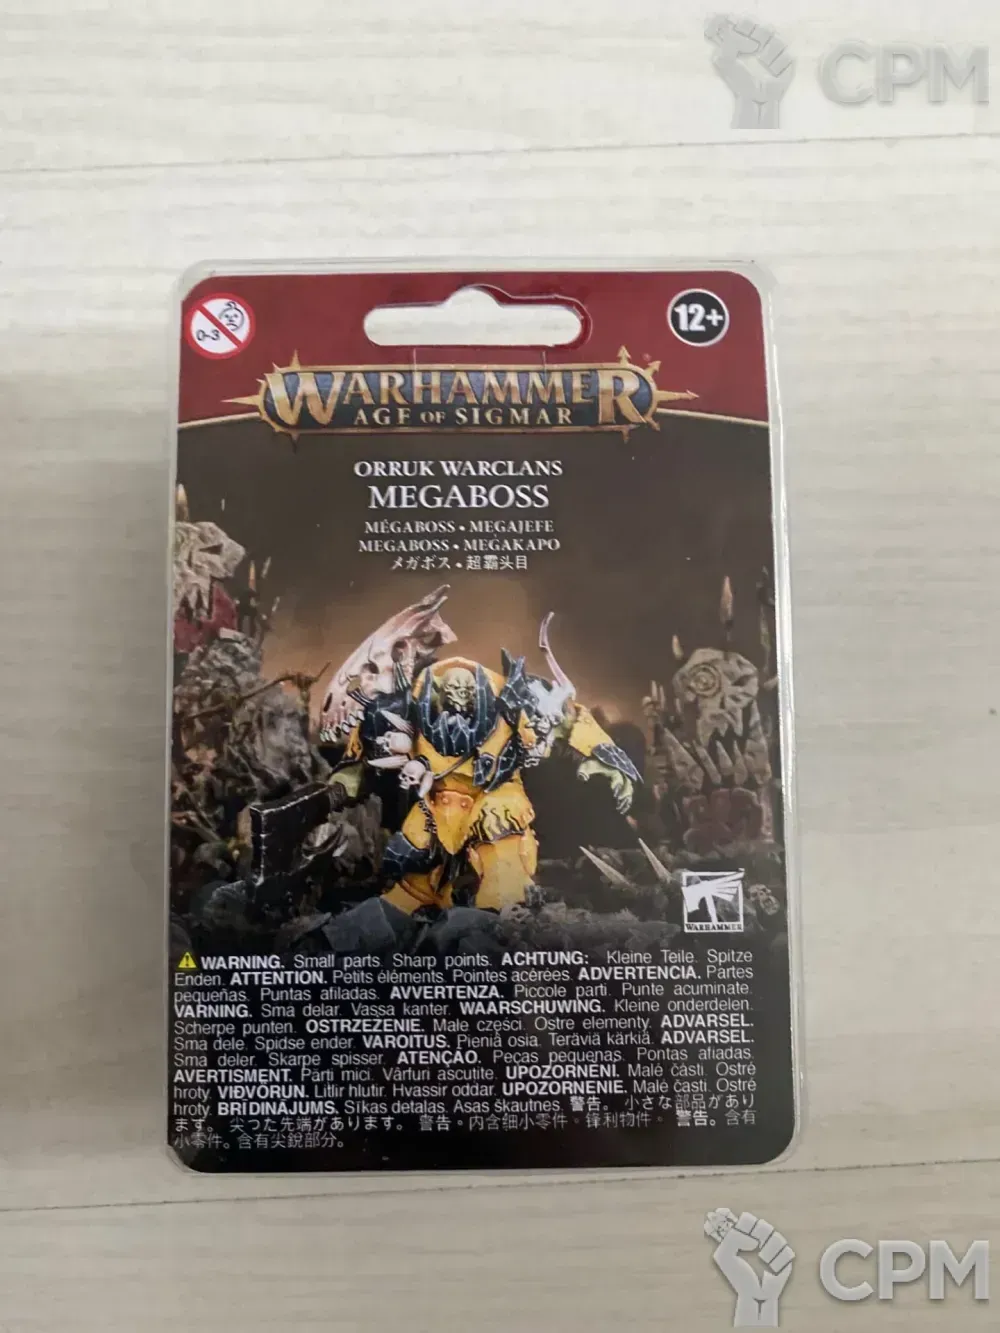 CPM
0-3
12+
WARHAMMER
AGE OF SIGMAR
ORRUK WARCLANS
MEGABOSS
MÉGABOSS • MEGAJEFE
MEGABOSS • MEGAKAPO
メガボス • 超霸头目
WARHAMMER
WARNING. Small parts. Sharp points. ACHTUNG: Kleine Teile. Spitze
Enden. ATTENTION. Petits éléments. Pointes acérées. ADVERTENCIA. Partes
pequeñas. Puntas afiladas. AVVERTENZA. Piccole parti. Punte acuminate.
VARNING. Sma delar. Vassa kanter. WAARSCHUWING. Kleine onderdelen.
Scherpe punten. OSTRZEŻENIE. Małe części. Ostre elementy. ADVARSEL.
Sma dele. Spidse ender. VAROITUS. Pieniä osia. Teräviä kärkiä. ADVARSEL.
Sma deler. Skarpe spisser. ATENÇÃO. Peças pequenas. Pontas afiadas.
AVERTISMENT. Părți mici. Vârfuri ascuțite. UPOZORNĚNÍ. Malé části. Ostré
hroty. VIÐVÖRUN. Litlir hlutir. Hvassir oddar. UPOZORNENIE. Malé časti. Ostré
hroty. BRĪDINĀJUMS. Sīkas detaļas. Asas šķautnes. 警告。 小さな部品があり
ます。 尖った先端があります。 警告。内含细小零件。锋利物件。 警告。含有
小零件。含有尖銳部分。
CPM